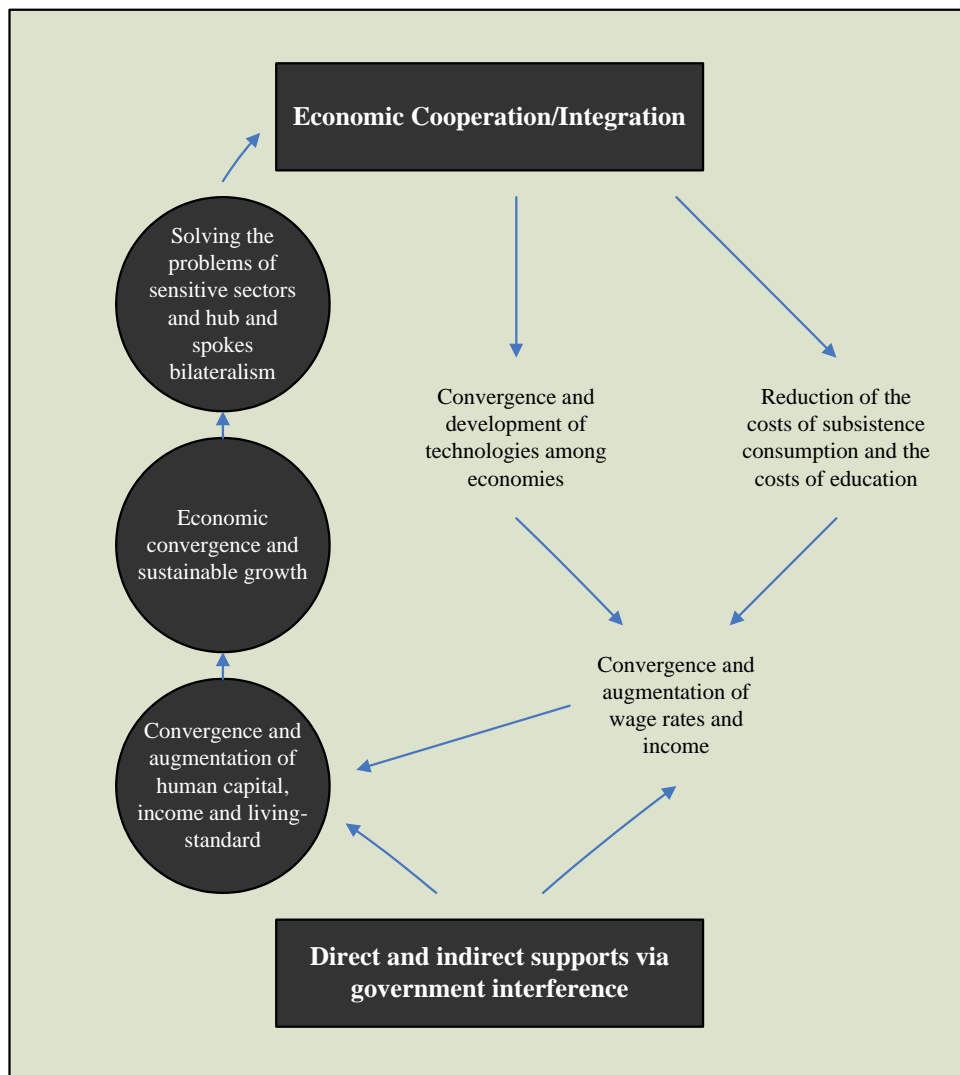 Economic Cooperation/Integration
Solving the
problems of
sensitive sectors
and hub and
spokes
bilateralism
Convergence and
development of
technologies among
economies
Reduction of the
costs of subsistence
consumption and the
costs of education
Economic
convergence and
sustainable growth
Convergence and
augmentation of
wage rates and
income
Convergence and
augmentation of
human capital,
income and living-
standard
Direct and indirect supports via
government interference